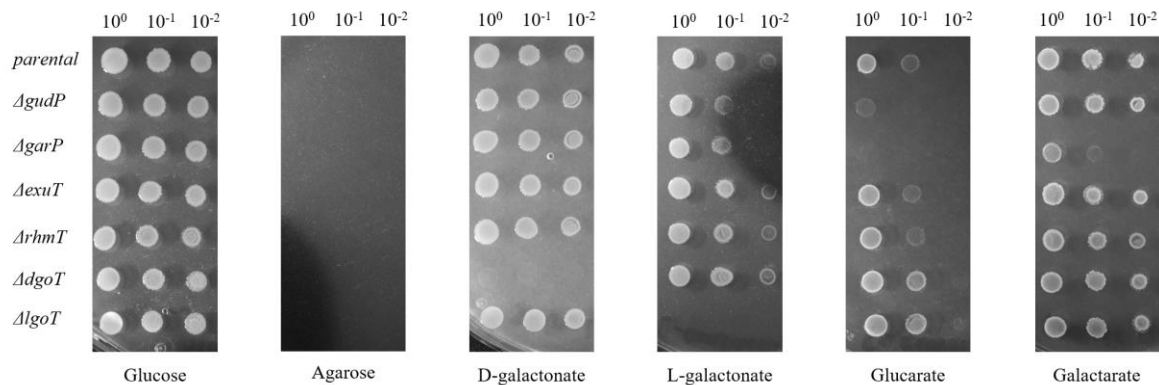 10⁰ 10⁻¹ 10⁻² 10⁰ 10⁻¹ 10⁻² 10⁰ 10⁻¹ 10⁻² 10⁰ 10⁻¹ 10⁻² 10⁰ 10⁻¹ 10⁻² 10⁰ 10⁻¹ 10⁻²
parental
ΔgudP
ΔgarP
ΔexuT
ΔrhmT
ΔdgoT
ΔlgoT
Glucose Agarose D-galactonate L-galactonate Glucarate Galactarate